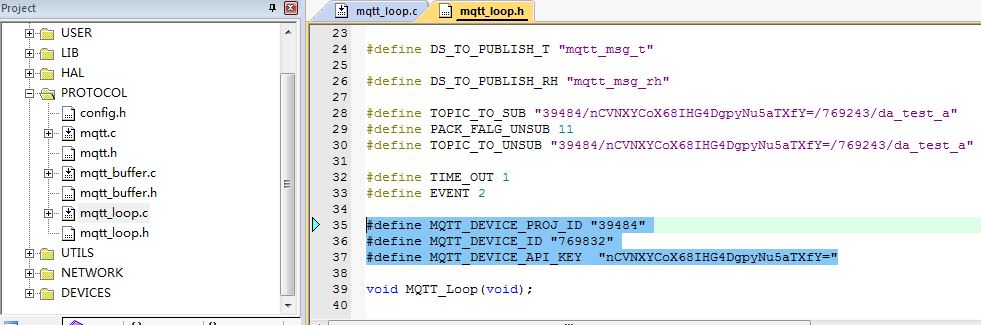 Project
USER
LIB
HAL
PROTOCOL
config.h
mqtt.c
mqtt.h
mqtt_buffer.c
mqtt_buffer.h
mqtt_loop.c
mqtt_loop.h
UTILS
NETWORK
DEVICES
mqtt_loop.c
mqtt_loop.h
23
24 #define DS_TO_PUBLISH_T "mqtt_msg_t"
25
26 #define DS_TO_PUBLISH_RH "mqtt_msg_rh"
27
28 #define TOPIC_TO_SUB "39484/nCVNXYCoX68IHG4DgpyNu5aTXfY=/769243/da_test_a"
29 #define PACK_FALG_UNSUB 11
30 #define TOPIC_TO_UNSUB "39484/nCVNXYCoX68IHG4DgpyNu5aTXfY=/769243/da_test_a"
31
32 #define TIME_OUT 1
33 #define EVENT 2
34
35 #define MQTT_DEVICE_PROJ_ID "39484"
36 #define MQTT_DEVICE_ID "769832"
37 #define MQTT_DEVICE_API_KEY "nCVNXYCoX68IHG4DgpyNu5aTXfY="
38
39 void MQTT_Loop(void);
40